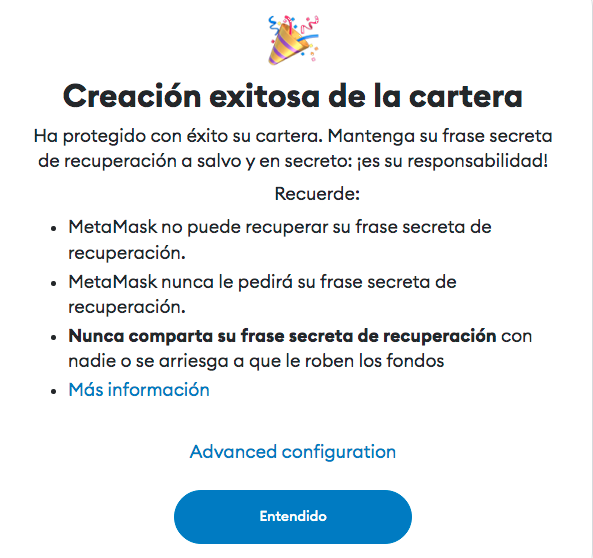 Creación exitosa de la cartera
Ha protegido con éxito su cartera. Mantenga su frase secreta
de recuperación a salvo y en secreto: ¡es su responsabilidad!
Recuerde:
• MetaMask no puede recuperar su frase secreta de
recuperación.
• MetaMask nunca le pedirá su frase secreta de
recuperación.
• Nunca comparta su frase secreta de recuperación con
nadie o se arriesga a que le roben los fondos
• Más información
Advanced configuration
Entendido